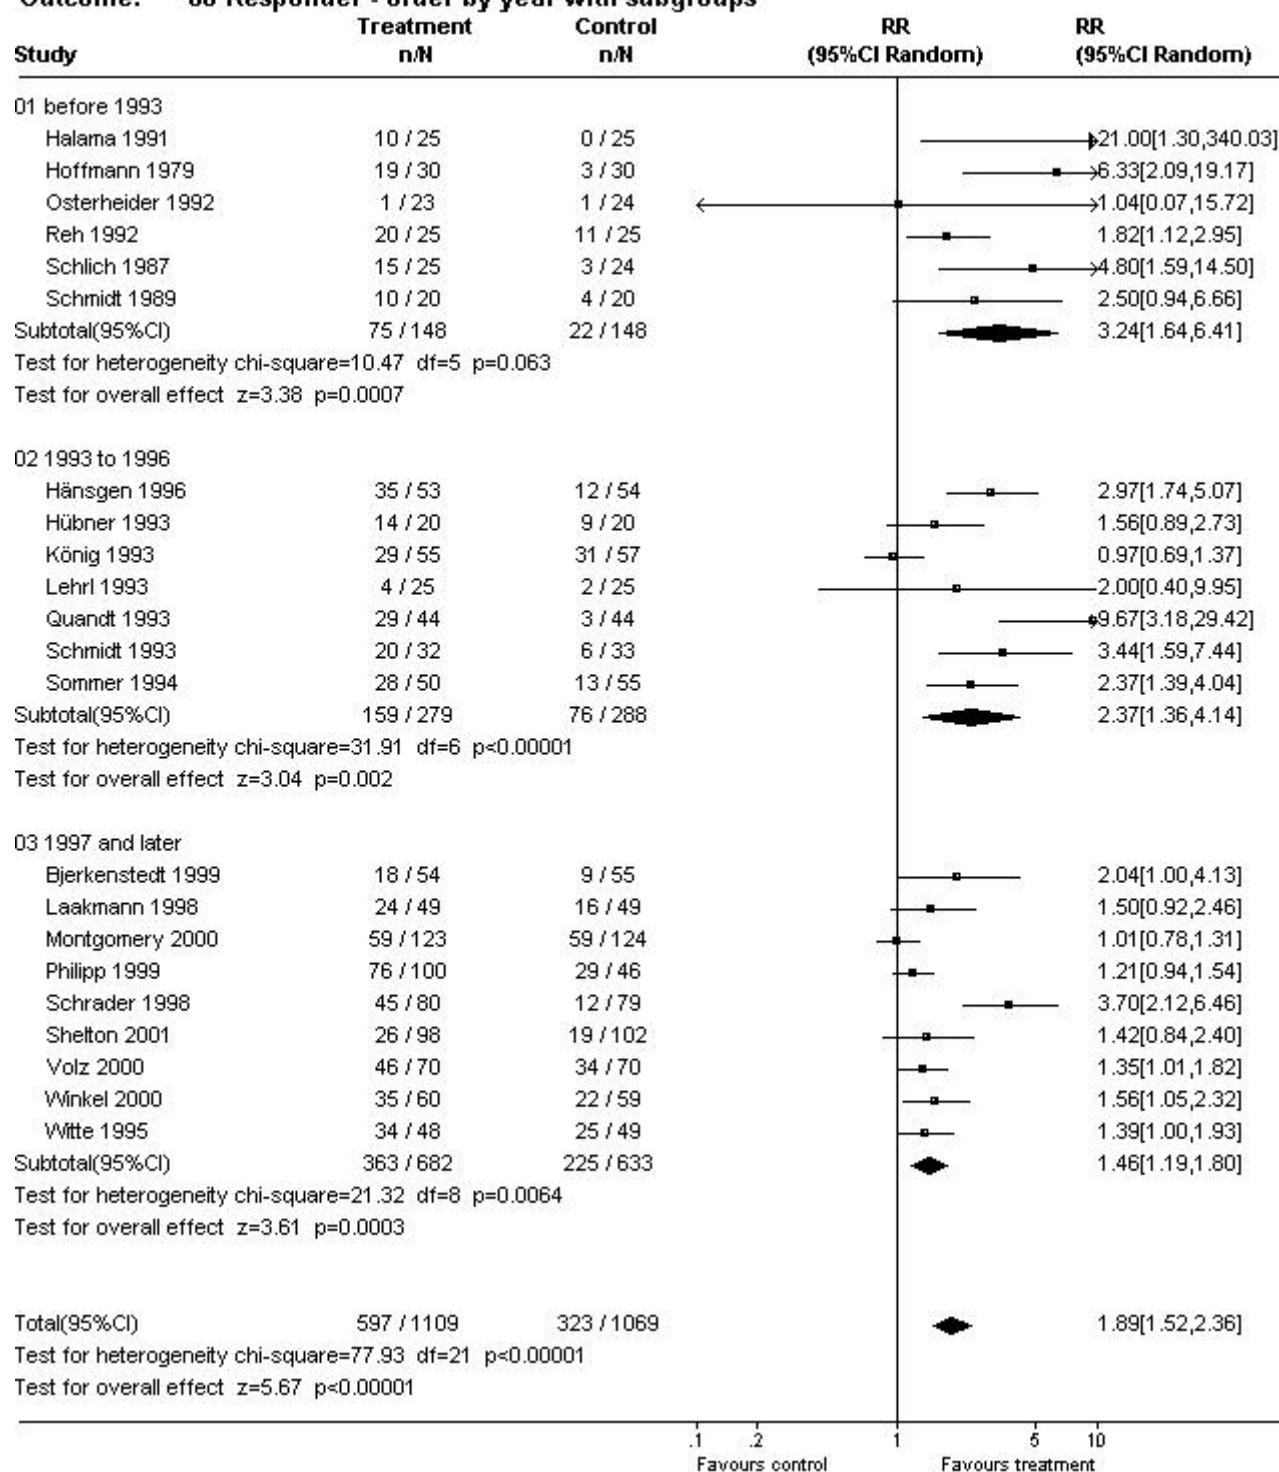 Outcome: 03 Responder - order by year with subgroups
Treatment Control RR RR
Study n/N n/N (95%CI Random) (95%CI Random)
01 before 1993
Halama 1991 10 / 25 0 / 25 21.00[1.30,340.03]
Hoffmann 1979 19 / 30 3 / 30 6.33[2.09,19.17]
Osterheider 1992 1 / 23 1 / 24 1.04[0.07,15.72]
Reh 1992 20 / 25 11 / 25 1.82[1.12,2.95]
Schlich 1987 15 / 25 3 / 24 4.80[1.59,14.50]
Schmidt 1989 10 / 20 4 / 20 2.50[0.94,6.66]
Subtotal(95%CI) 75 / 148 22 / 148 3.24[1.64,6.41]
Test for heterogeneity chi-square=10.47 df=5 p=0.063
Test for overall effect z=3.38 p=0.0007
02 1993 to 1996
Hänsgen 1996 35 / 53 12 / 54 2.97[1.74,5.07]
Hübner 1993 14 / 20 9 / 20 1.56[0.89,2.73]
König 1993 29 / 55 31 / 57 0.97[0.69,1.37]
Lehrl 1993 4 / 25 2 / 25 2.00[0.40,9.95]
Quandt 1993 29 / 44 3 / 44 9.67[3.18,29.42]
Schmidt 1993 20 / 32 6 / 33 3.44[1.59,7.44]
Sommer 1994 28 / 50 13 / 55 2.37[1.39,4.04]
Subtotal(95%CI) 159 / 279 76 / 288 2.37[1.36,4.14]
Test for heterogeneity chi-square=31.91 df=6 p<0.00001
Test for overall effect z=3.04 p=0.002
03 1997 and later
Bjerkenstedt 1999 18 / 54 9 / 55 2.04[1.00,4.13]
Laakmann 1998 24 / 49 16 / 49 1.50[0.92,2.46]
Montgomery 2000 59 / 123 59 / 124 1.01[0.78,1.31]
Philipp 1999 76 / 100 29 / 46 1.21[0.94,1.54]
Schrader 1998 45 / 80 12 / 79 3.70[2.12,6.46]
Shelton 2001 26 / 98 19 / 102 1.42[0.84,2.40]
Volz 2000 46 / 70 34 / 70 1.35[1.01,1.82]
Winkel 2000 35 / 60 22 / 59 1.56[1.05,2.32]
Witte 1995 34 / 48 25 / 49 1.39[1.00,1.93]
Subtotal(95%CI) 363 / 682 225 / 633 1.46[1.19,1.80]
Test for heterogeneity chi-square=21.32 df=8 p=0.0064
Test for overall effect z=3.61 p=0.0003
Total(95%CI) 597 / 1109 323 / 1069 1.89[1.52,2.36]
Test for heterogeneity chi-square=77.93 df=21 p<0.00001
Test for overall effect z=5.67 p<0.00001
.1 .2 1 5 10
Favours control Favours treatment